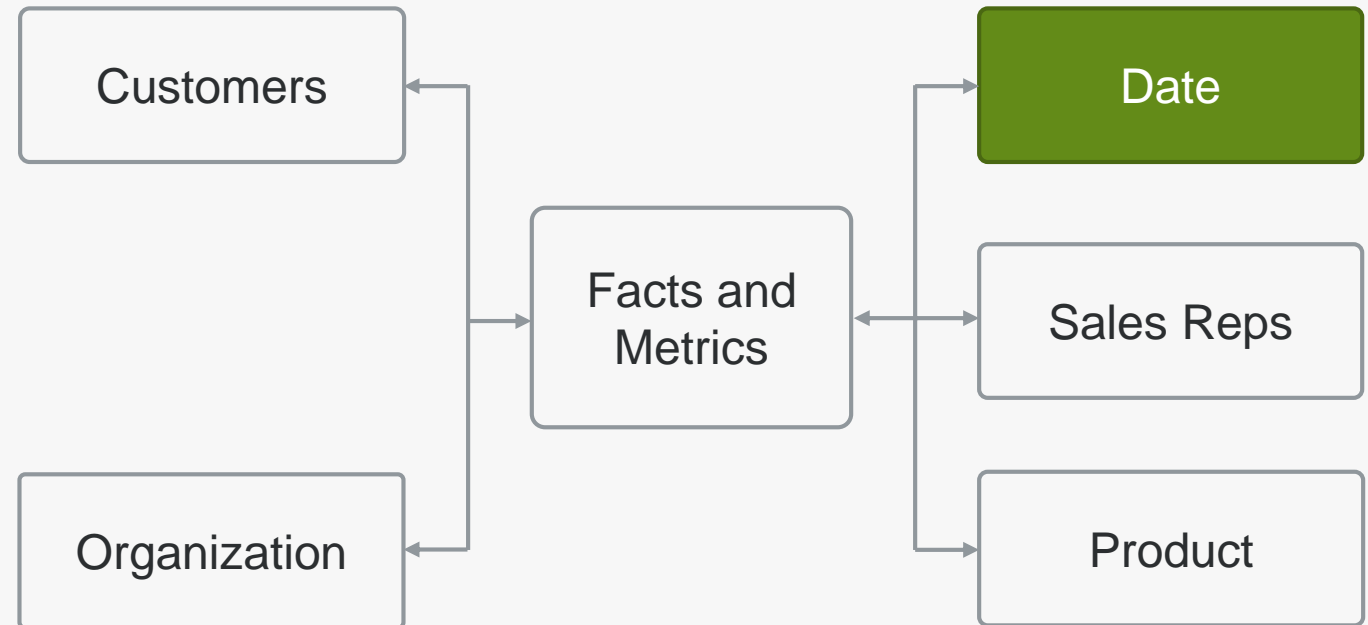 Customers
Date
Facts and
Metrics
Sales Reps
Organization
Product